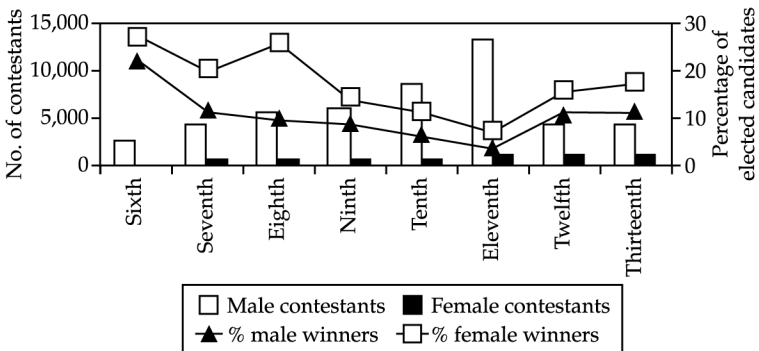 No. of contestants
15,000
10,000
5,000
0
30
20
10
0
Percentage of
elected candidates
Sixth
Seventh
Eighth
Ninth
Tenth
Eleventh
Twelfth
Thirteenth
Male contestants
Female contestants
% male winners
% female winners